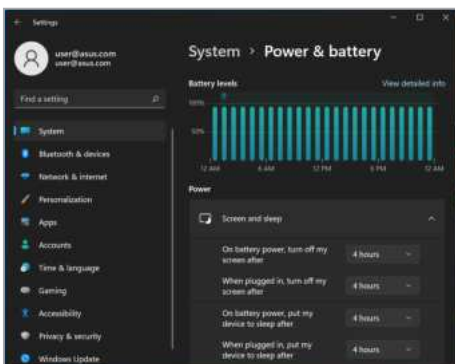 Settings
user@asus.com
user@asus.com
Find a setting
System
Bluetooth & devices
Network & internet
Personalization
Apps
Accounts
Time & language
Gaming
Accessibility
Privacy & security
Windows Update
System > Power & battery
Battery levels View detailed info
100%
50%
12 AM 6 AM 12 PM 6 PM 12 AM
Power
Screen and sleep
On battery power, turn off my
screen after
4 hours
When plugged in, turn off my
screen after
4 hours
On battery power, put my
device to sleep after
4 hours
When plugged in, put my
device to sleep after
4 hours